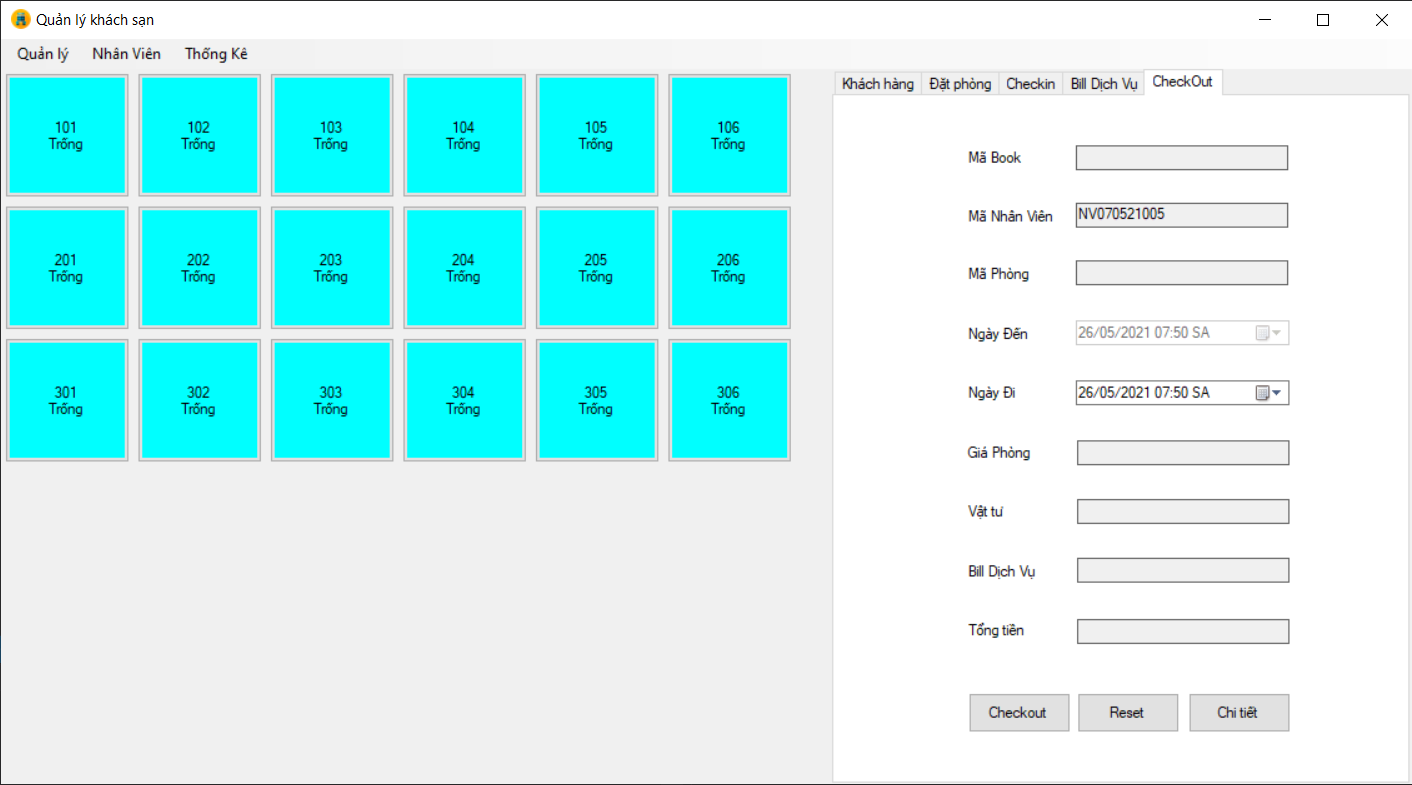 Quản lý khách sạn
Quản lý Nhân Viên Thống Kê
101
Trống
102
Trống
103
Trống
104
Trống
105
Trống
106
Trống
201
Trống
202
Trống
203
Trống
204
Trống
205
Trống
206
Trống
301
Trống
302
Trống
303
Trống
304
Trống
305
Trống
306
Trống
Khách hàng Đặt phòng Checkin Bill Dịch Vụ CheckOut
Mã Book
Mã Nhân Viên NV070521005
Mã Phòng
Ngày Đến 26/05/2021 07:50 SA
Ngày Đi 26/05/2021 07:50 SA
Giá Phòng
Vật tư
Bill Dịch Vụ
Tổng tiền
Checkout Reset Chi tiết